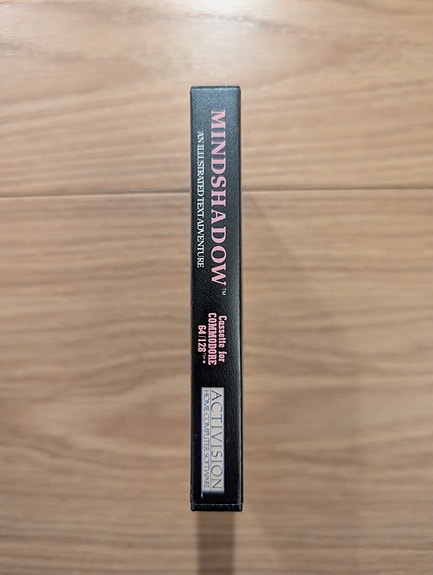 MINDSHADOW™
AN ILLUSTRATED TEXT ADVENTURE
Cassette for
COMMODORE
64/128™*
ACTIVISION
HOME COMPUTER SOFTWARE